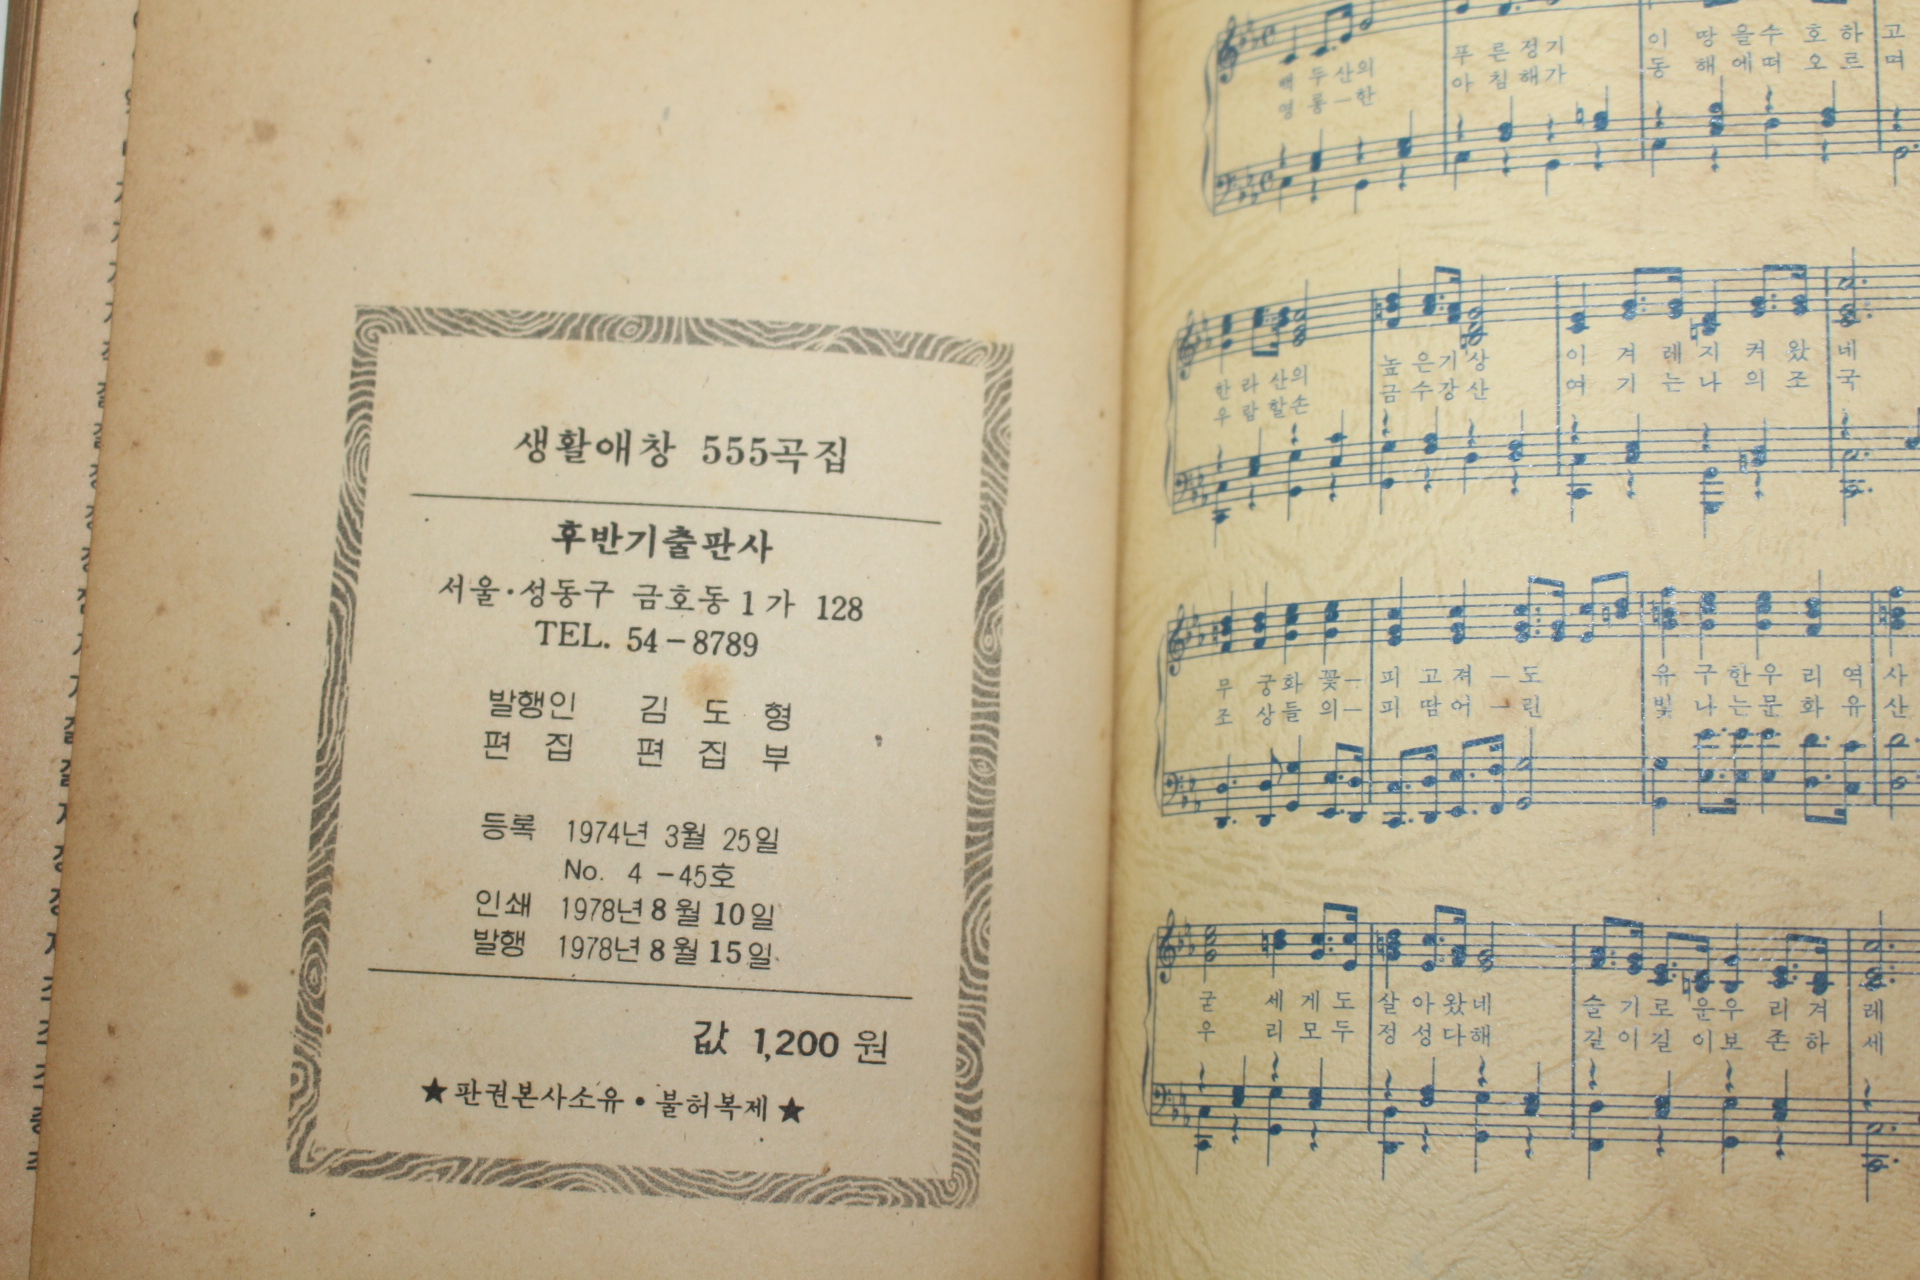 생활애창 555곡집
후반기출판사
서울·성동구 금호동 1가 128
TEL. 54-8789
발행인 김 도 형
편 집 편 집 부
등록 1974년 3월 25일
No. 4-45호
인쇄 1978년 8월 10일
발행 1978년 8월 15일
값 1,200원
★판권본사소유·불허복제★
백 두 산의 푸 른 정기 이 땅 을수 호 하 고
영 롱 - 한 아 침 해가 동 해 에떠 오 르 며
한 라 산의 높 은기 상 이 겨 레 지 켜 왔 네
우 람 할손 금 수강 산 여 기 는 나 의 조 국
무 궁화 꽃- 피 고 져 - 도 유 구 한우 리 역 사
조 상들 의- 피 땀 어 - 린 빛 나 는문 화 유 산
굳 세 게 도 살 아 왔네 슬 기 로 운우 리 겨 레
우 리 모 두 정 성 다해 길 이 길 이보 존 하 세